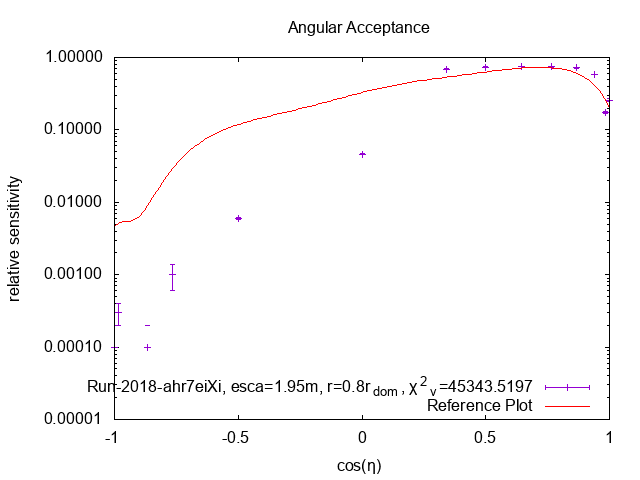 Angular Acceptance
relative sensitivity
1.00000
0.10000
0.01000
0.00100
0.00010
0.00001
Run-2018-ahr7eiXi, esca=1.95m, r=0.8r_dom, χ²_ν=45343.5197
Reference Plot
-1 -0.5 0 0.5 1
cos(η)